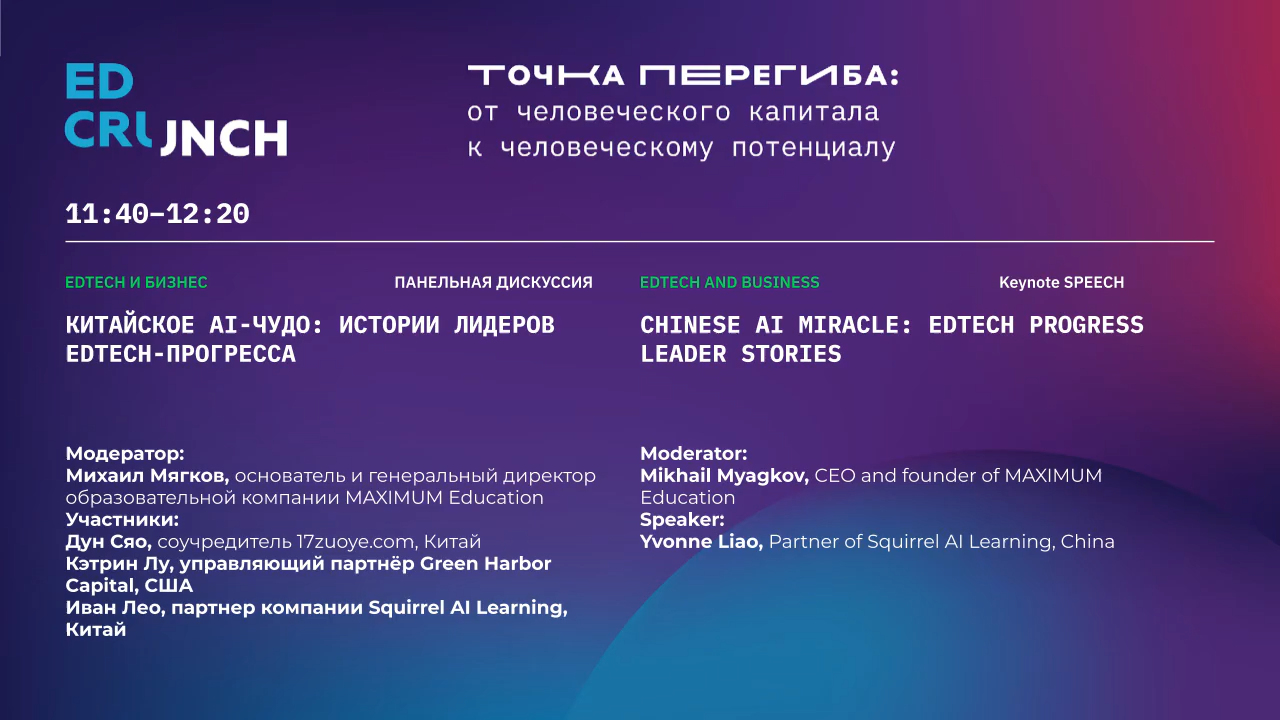 ED
CRUNCH
ТОЧКА ПЕРЕГИБА:
от человеческого капитала
к человеческому потенциалу
11:40–12:20
EDTECH И БИЗНЕС
ПАНЕЛЬНАЯ ДИСКУССИЯ
КИТАЙСКОЕ AI-ЧУДО: ИСТОРИИ ЛИДЕРОВ
EDTECH-ПРОГРЕССА
Модератор:
Михаил Мягков, основатель и генеральный директор
образовательной компании MAXIMUM Education
Участники:
Дун Сяо, соучредитель 17zuoye.com, Китай
Кэтрин Лу, управляющий партнёр Green Harbor
Capital, США
Иван Лео, партнер компании Squirrel AI Learning,
Китай
EDTECH AND BUSINESS
Keynote SPEECH
CHINESE AI MIRACLE: EDTECH PROGRESS
LEADER STORIES
Moderator:
Mikhail Myagkov, CEO and founder of MAXIMUM
Education
Speaker:
Yvonne Liao, Partner of Squirrel AI Learning, China